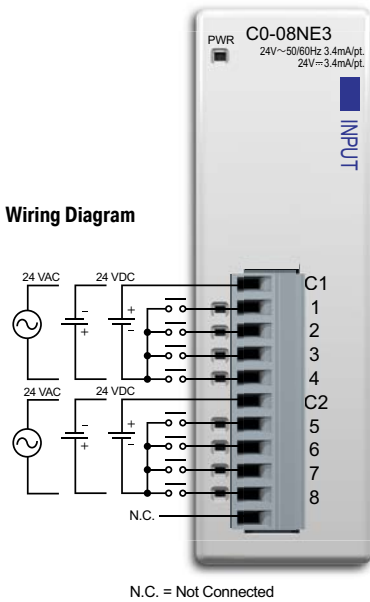 PWR
C0-08NE3
24V～50/60Hz 3.4mA/pt.
24V⎓3.4mA/pt.
INPUT
Wiring Diagram
24 VAC
24 VDC
C1
1
2
3
4
24 VAC
24 VDC
C2
5
6
7
8
N.C.
N.C. = Not Connected